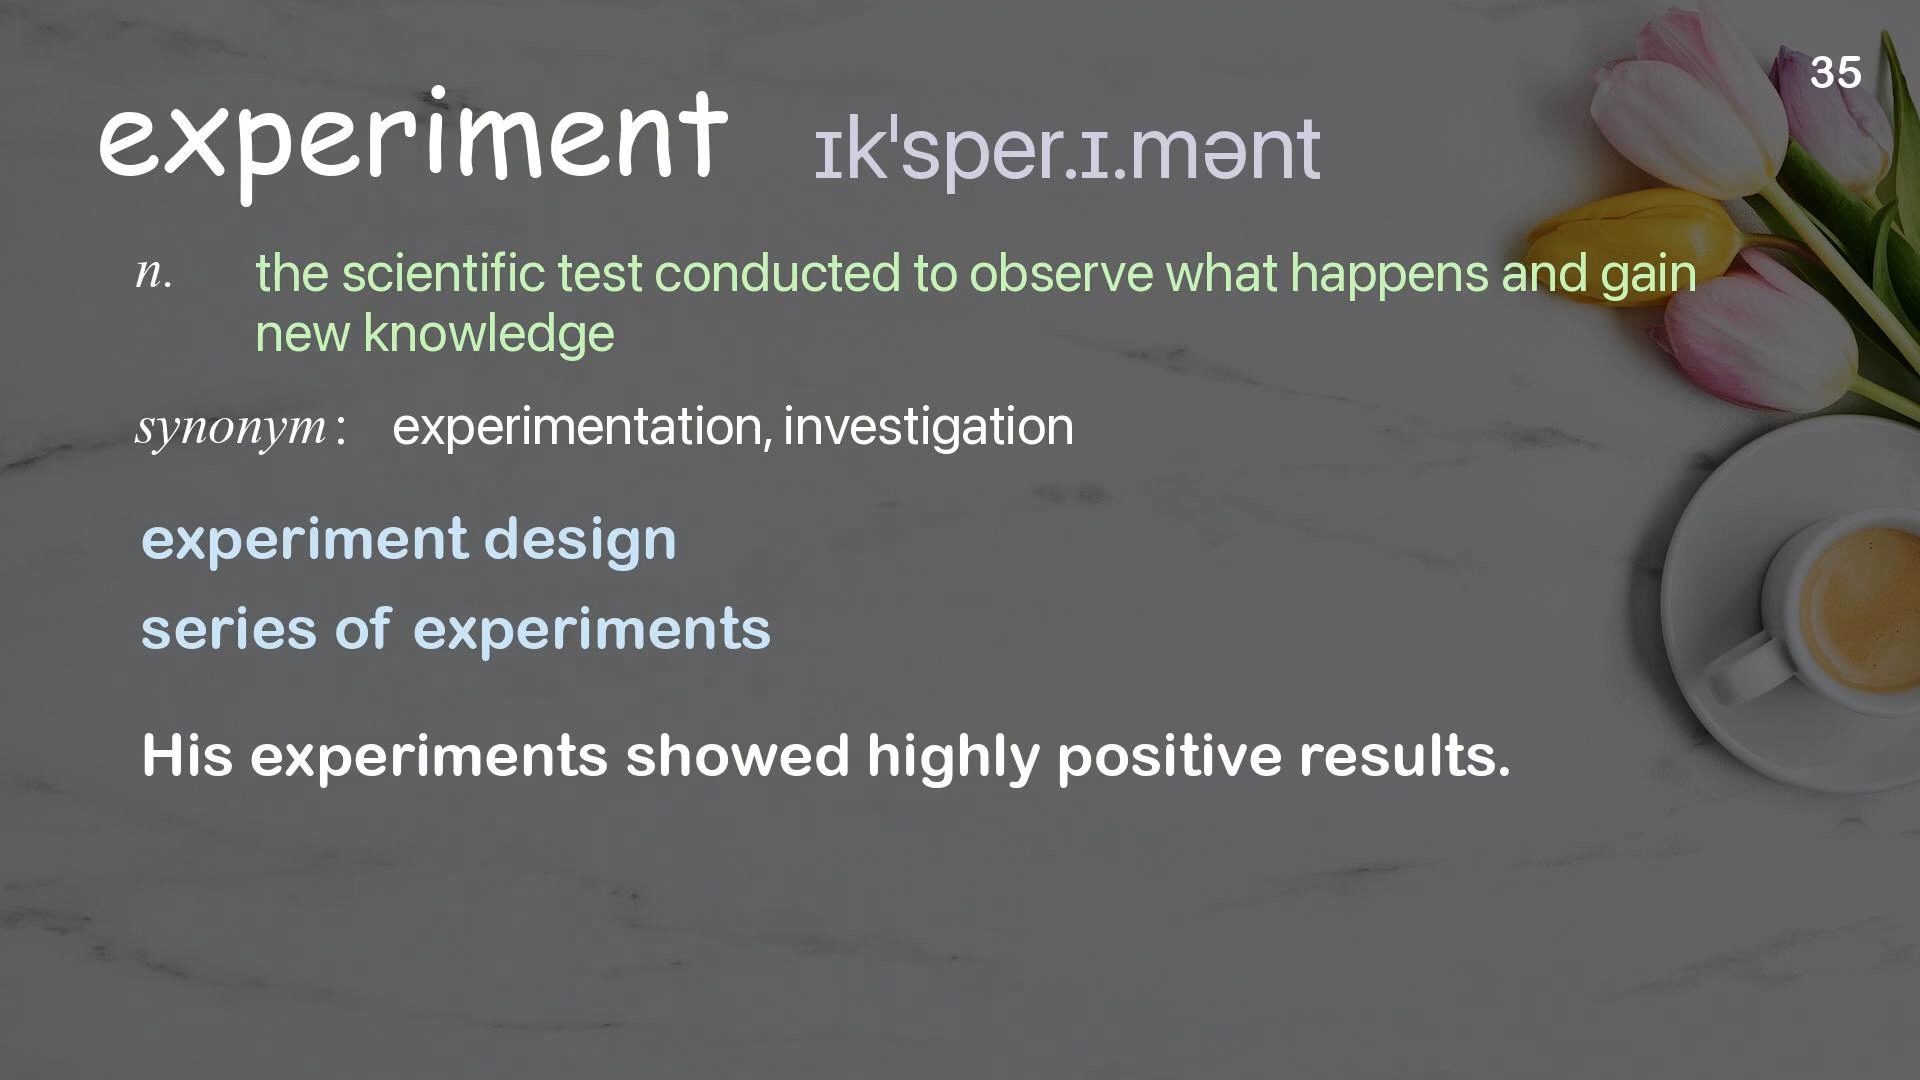 35
experiment ɪkˈsper.ɪ.mənt
n. the scientific test conducted to observe what happens and gain
new knowledge
synonym: experimentation, investigation
experiment design
series of experiments
His experiments showed highly positive results.